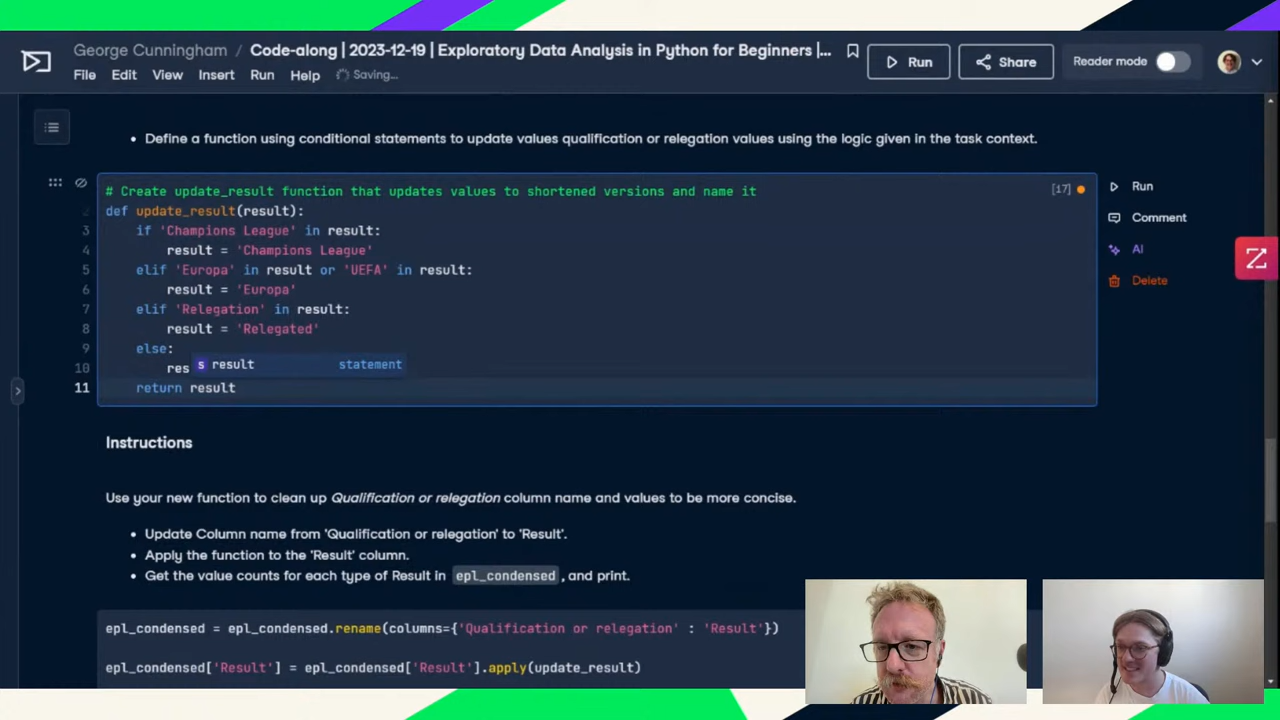 George Cunningham / Code-along | 2023-12-19 | Exploratory Data Analysis in Python for Beginners |...
File Edit View Insert Run Help Saving...
Run
Share
Reader mode
• Define a function using conditional statements to update values qualification or relegation values using the logic given in the task context.
# Create update_result function that updates values to shortened versions and name it
[17]
2 def update_result(result):
3 if 'Champions League' in result:
4 result = 'Champions League'
5 elif 'Europa' in result or 'UEFA' in result:
6 result = 'Europa'
7 elif 'Relegation' in result:
8 result = 'Relegated'
9 else:
10 res
s result statement
11 return result
Run
Comment
AI
Delete
Instructions
Use your new function to clean up Qualification or relegation column name and values to be more concise.
• Update Column name from 'Qualification or relegation' to 'Result'.
• Apply the function to the 'Result' column.
• Get the value counts for each type of Result in epl_condensed , and print.
epl_condensed = epl_condensed.rename(columns={'Qualification or relegation' : 'Result'})
epl_condensed['Result'] = epl_condensed['Result'].apply(update_result)